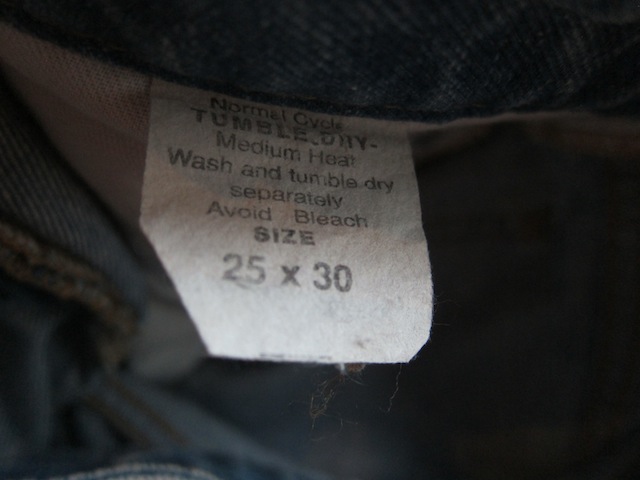 Normal Cycle
TUMBLE DRY-
Medium Heat
Wash and tumble dry
separately
Avoid Bleach
SIZE
25 x 30